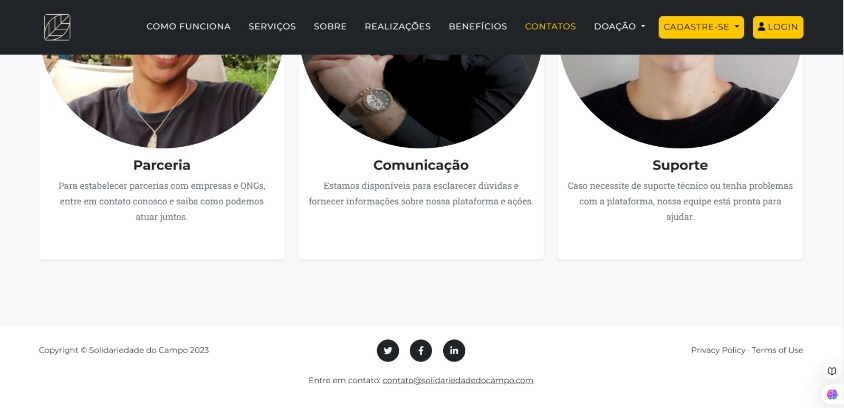 COMO FUNCIONA SERVIÇOS SOBRE REALIZAÇÕES BENEFÍCIOS CONTATOS DOAÇÃO CADASTRE-SE LOGIN
Parceria
Para estabelecer parcerias com empresas e ONGs,
entre em contato conosco e saiba como podemos
atuar juntos.
Comunicação
Estamos disponíveis para esclarecer dúvidas e
fornecer informações sobre nossa plataforma e ações.
Suporte
Caso necessite de suporte técnico ou tenha problemas
com a plataforma, nossa equipe está pronta para
ajudar.
Copyright © Solidariedade do Campo 2023
Privacy Policy · Terms of Use
Entre em contato: contato@solidariedadedocampo.com